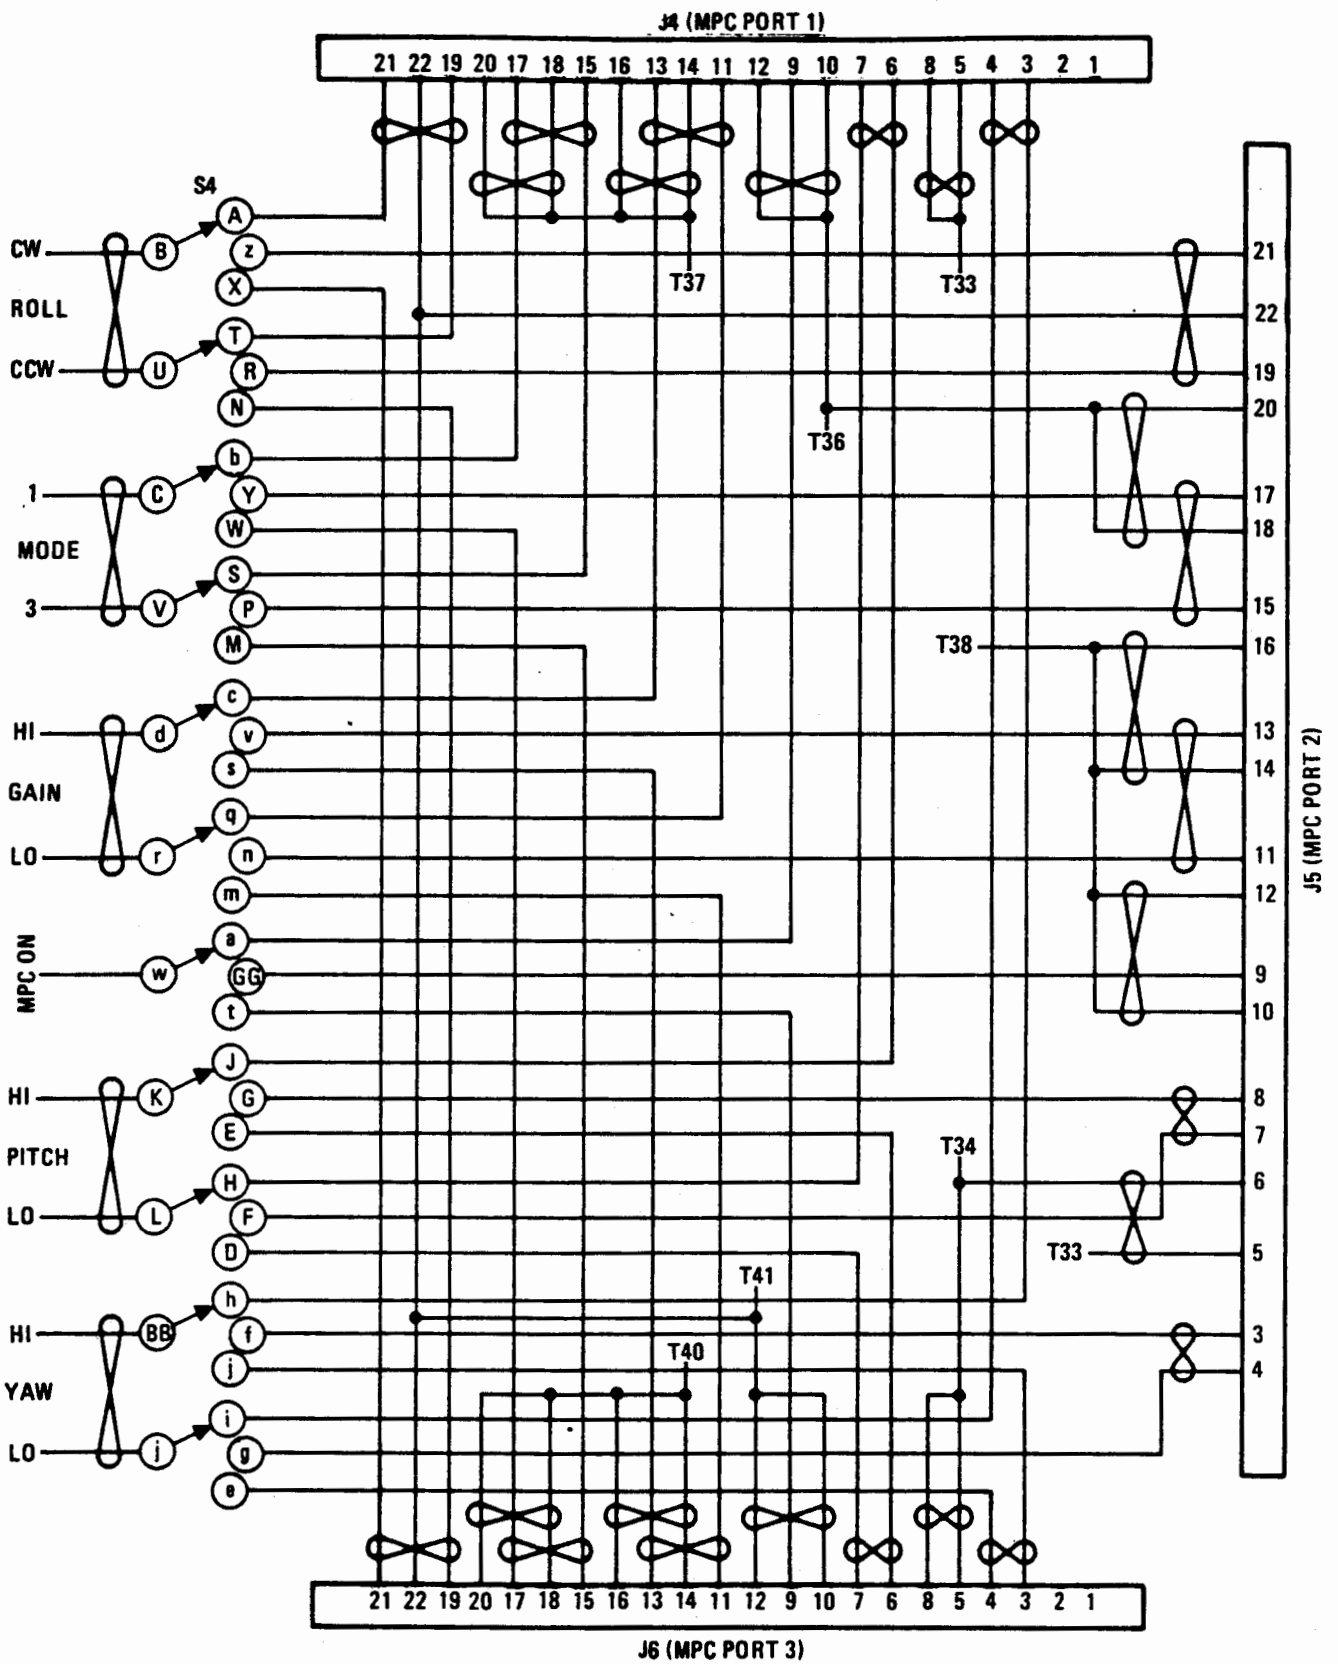 J4 (MPC PORT 1)
21 22 19 20 17 18 15 16 13 14 11 12 9 10 7 6 8 5 4 3 2 1
S4
A
CW B z 21
ROLL X T37 T33
22
T
CCW U R 19
N 20
T36
b
1 C Y 17
W 18
MODE
S
3 V P 15
M T38 16
c
HI d v 13
s 14
GAIN
q
LO r n 11
m 12
a
MPC ON w GG 9
t 10
J5 (MPC PORT 2)
J
HI K G 8
E 7
PITCH T34
H 6
LO L F
D T33 5
T41
h
HI BB f 3
j 4
T40
YAW
i
LO j g
e
21 22 19 20 17 18 15 16 13 14 11 12 9 10 7 6 8 5 4 3 2 1
J6 (MPC PORT 3)